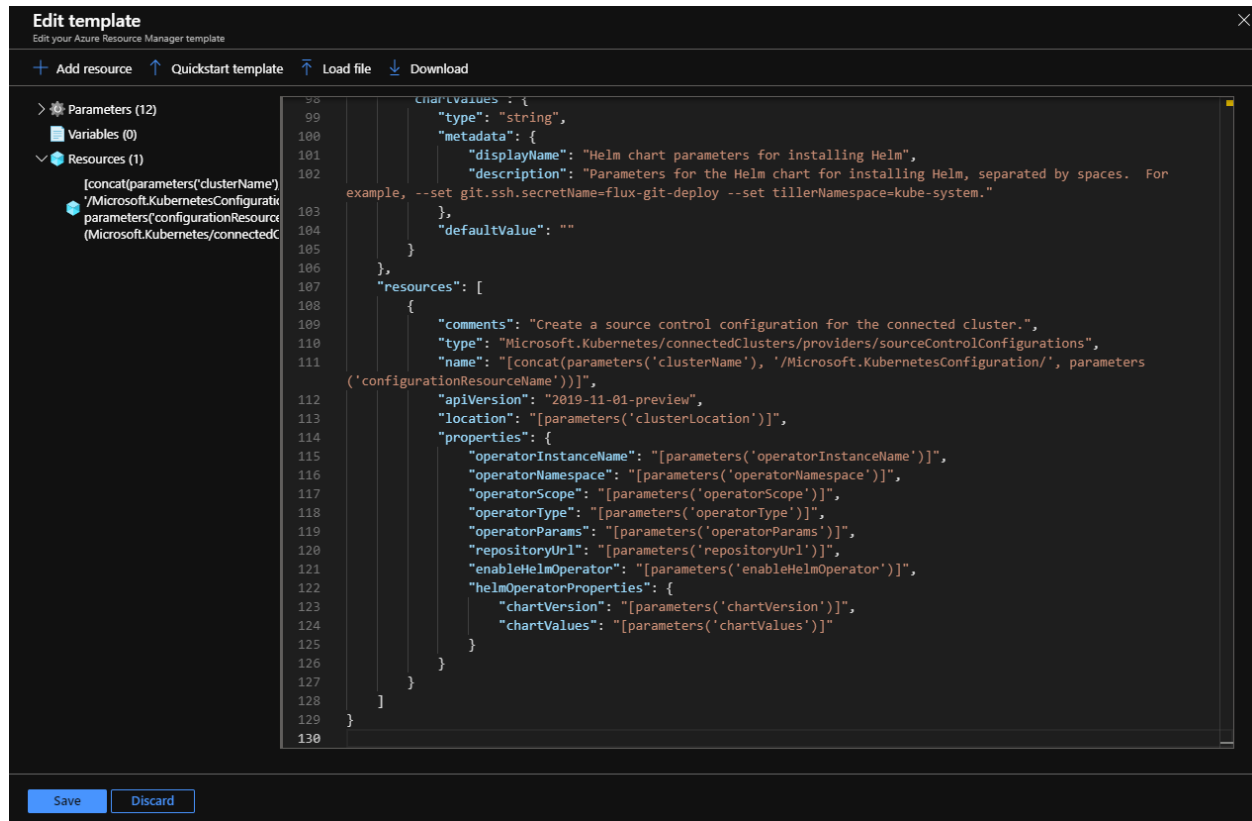 Edit template
Edit your Azure Resource Manager template
Add resource
Quickstart template
Load file
Download
Parameters (12)
Variables (0)
Resources (1)
[concat(parameters('clusterName'),
'/Microsoft.KubernetesConfiguratic
parameters('configurationResource
(Microsoft.Kubernetes/connectedC
98 "chartValues": {
99 "type": "string",
100 "metadata": {
101 "displayName": "Helm chart parameters for installing Helm",
102 "description": "Parameters for the Helm chart for installing Helm, separated by spaces.  For
example, --set git.ssh.secretName=flux-git-deploy --set tillerNamespace=kube-system."
103 },
104 "defaultValue": ""
105 }
106 },
107 "resources": [
108 {
109 "comments": "Create a source control configuration for the connected cluster.",
110 "type": "Microsoft.Kubernetes/connectedClusters/providers/sourceControlConfigurations",
111 "name": "[concat(parameters('clusterName'), '/Microsoft.KubernetesConfiguration/', parameters
('configurationResourceName'))]",
112 "apiVersion": "2019-11-01-preview",
113 "location": "[parameters('clusterLocation')]",
114 "properties": {
115 "operatorInstanceName": "[parameters('operatorInstanceName')]",
116 "operatorNamespace": "[parameters('operatorNamespace')]",
117 "operatorScope": "[parameters('operatorScope')]",
118 "operatorType": "[parameters('operatorType')]",
119 "operatorParams": "[parameters('operatorParams')]",
120 "repositoryUrl": "[parameters('repositoryUrl')]",
121 "enableHelmOperator": "[parameters('enableHelmOperator')]",
122 "helmOperatorProperties": {
123 "chartVersion": "[parameters('chartVersion')]",
124 "chartValues": "[parameters('chartValues')]"
125 }
126 }
127 }
128 ]
129 }
130
Save
Discard